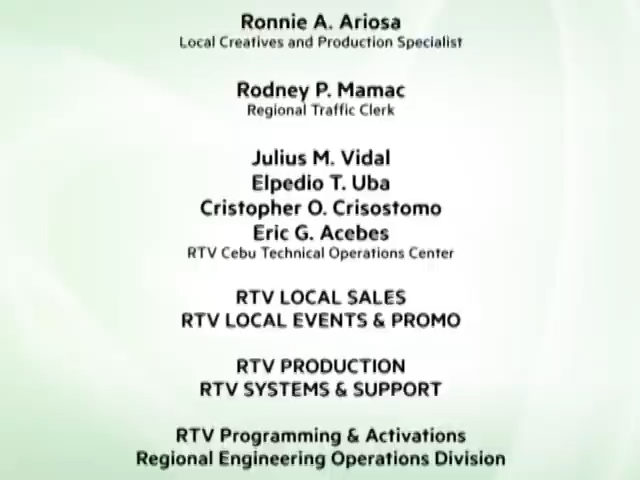 Ronnie A. Ariosa
Local Creatives and Production Specialist
Rodney P. Mamac
Regional Traffic Clerk
Julius M. Vidal
Elpedio T. Uba
Cristopher O. Crisostomo
Eric G. Acebes
RTV Cebu Technical Operations Center
RTV LOCAL SALES
RTV LOCAL EVENTS & PROMO
RTV PRODUCTION
RTV SYSTEMS & SUPPORT
RTV Programming & Activations
Regional Engineering Operations Division